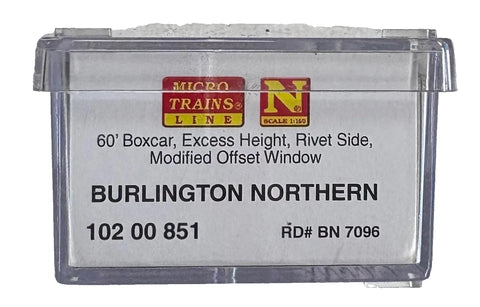 MICRO
TRAINS®
LINE
N®
SCALE 1:160
60' Boxcar, Excess Height, Rivet Side,
Modified Offset Window
BURLINGTON NORTHERN
102 00 851 RD# BN 7096